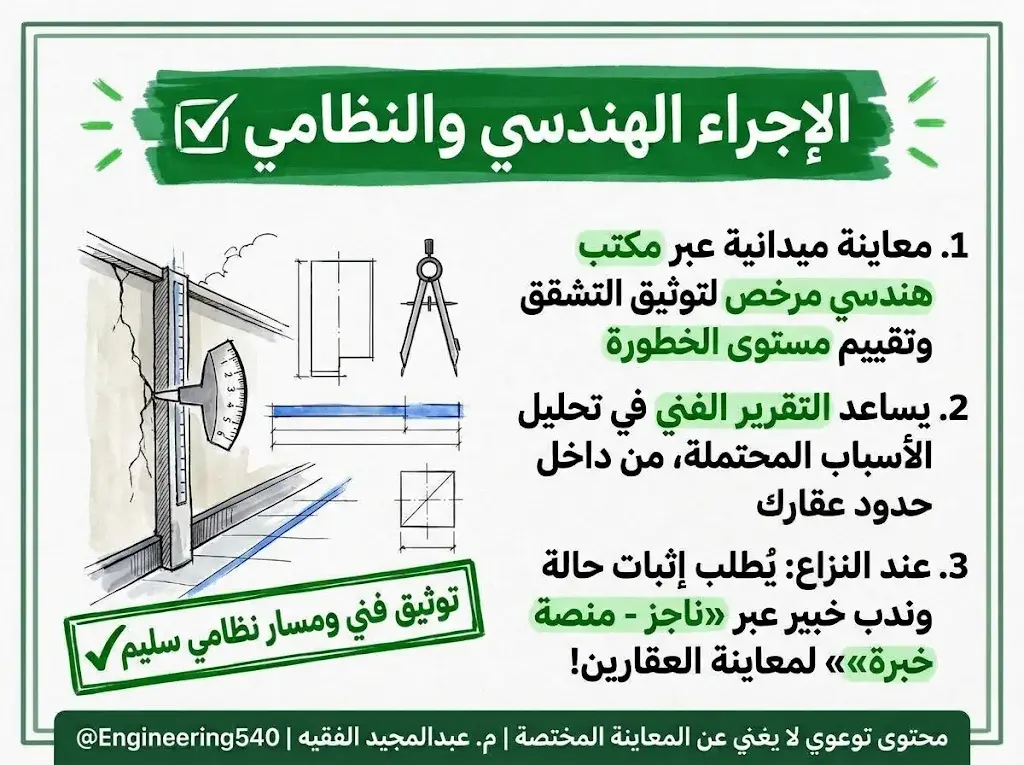 الإجراء الهندسي والنظامي
1. معاينة ميدانية عبر مكتب
هندسي مرخص لتوثيق التشقق
وتقييم مستوى الخطورة
2. يساعد التقرير الفني في تحليل
الأسباب المحتملة، من داخل
حدود عقارك
3. عند النزاع: يُطلب إثبات حالة
وندب خبير عبر «ناجز - منصة
خبرة»» لمعاينة العقارين!
توثيق فني ومسار نظامي سليم
محتوى توعوي لا يغني عن المعاينة المختصة | م. عبدالمجيد الفقيه | @Engineering540